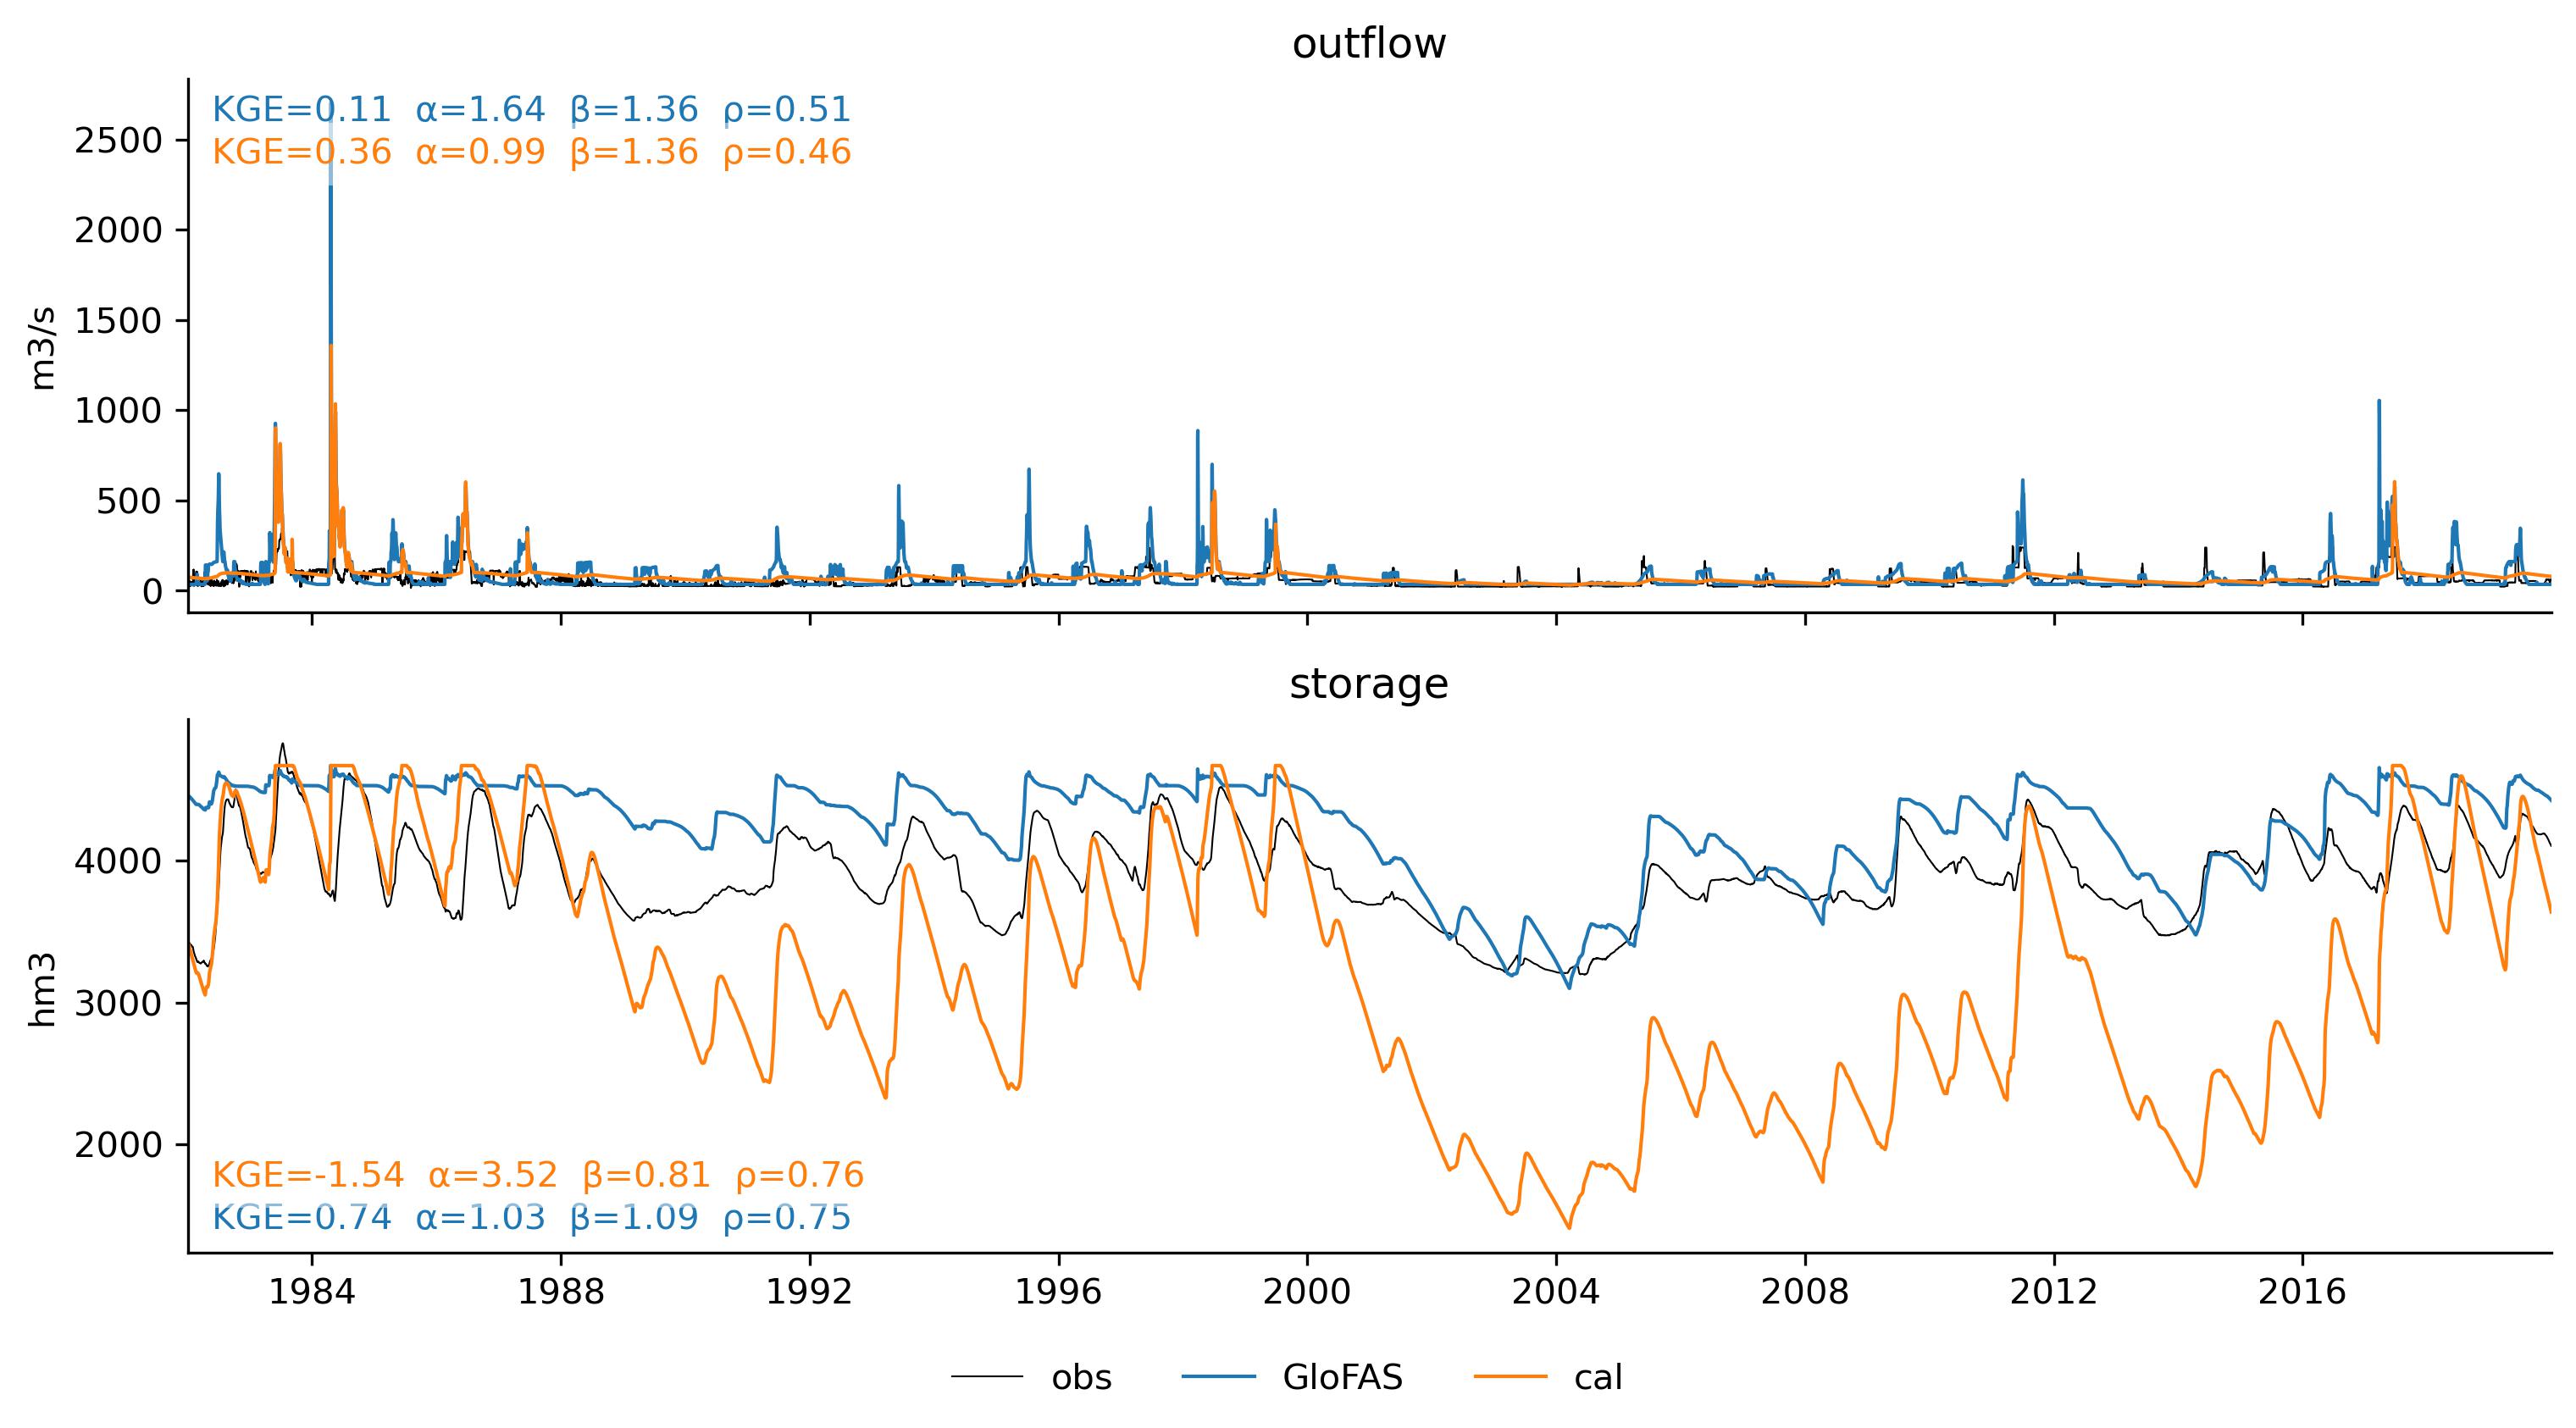 outflow
KGE=0.11 α=1.64 β=1.36 ρ=0.51
KGE=0.36 α=0.99 β=1.36 ρ=0.46
2500
2000
1500
1000
500
0
m3/s
storage
4000
3000
2000
hm3
KGE=-1.54 α=3.52 β=0.81 ρ=0.76
KGE=0.74 α=1.03 β=1.09 ρ=0.75
1984 1988 1992 1996 2000 2004 2008 2012 2016
obs GloFAS cal